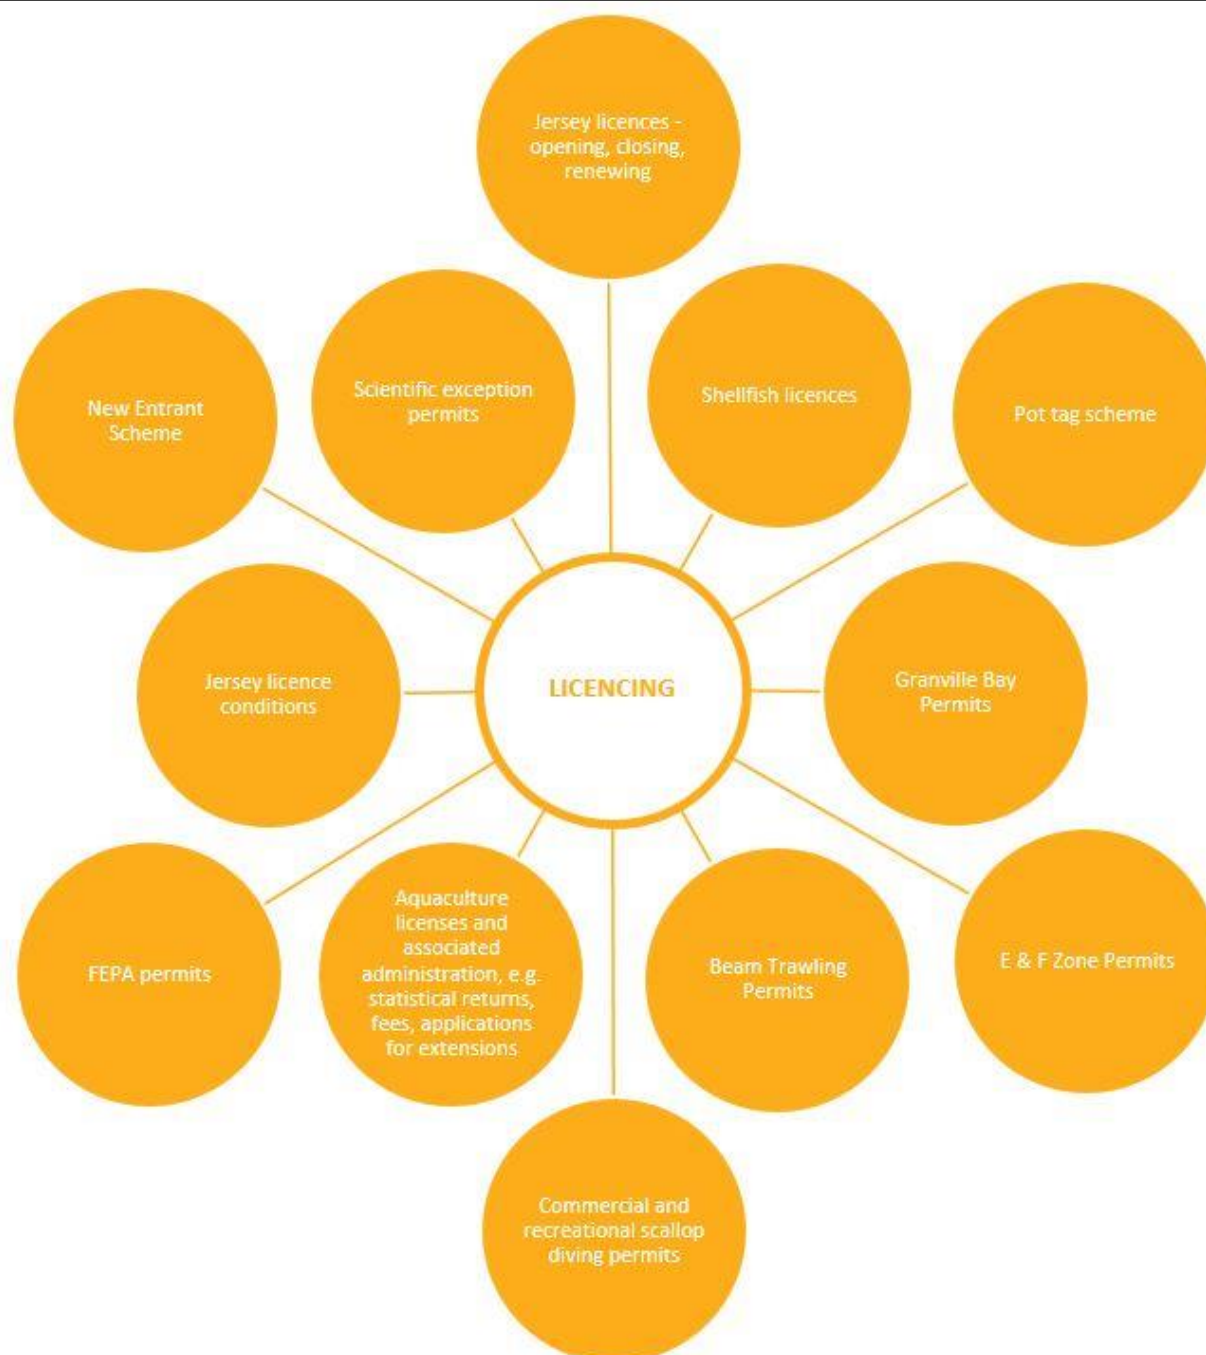 Jersey licences -
opening, closing,
renewing
Scientific exception
permits
Shellfish licences
New Entrant
Scheme
Pot tag scheme
Jersey licence
conditions
LICENCING
Granville Bay
Permits
FEPA permits
Aquaculture
licenses and
associated
administration, e.g.
statistical returns,
fees, applications
for extensions
Beam Trawling
Permits
E & F Zone Permits
Commercial and
recreational scallop
diving permits